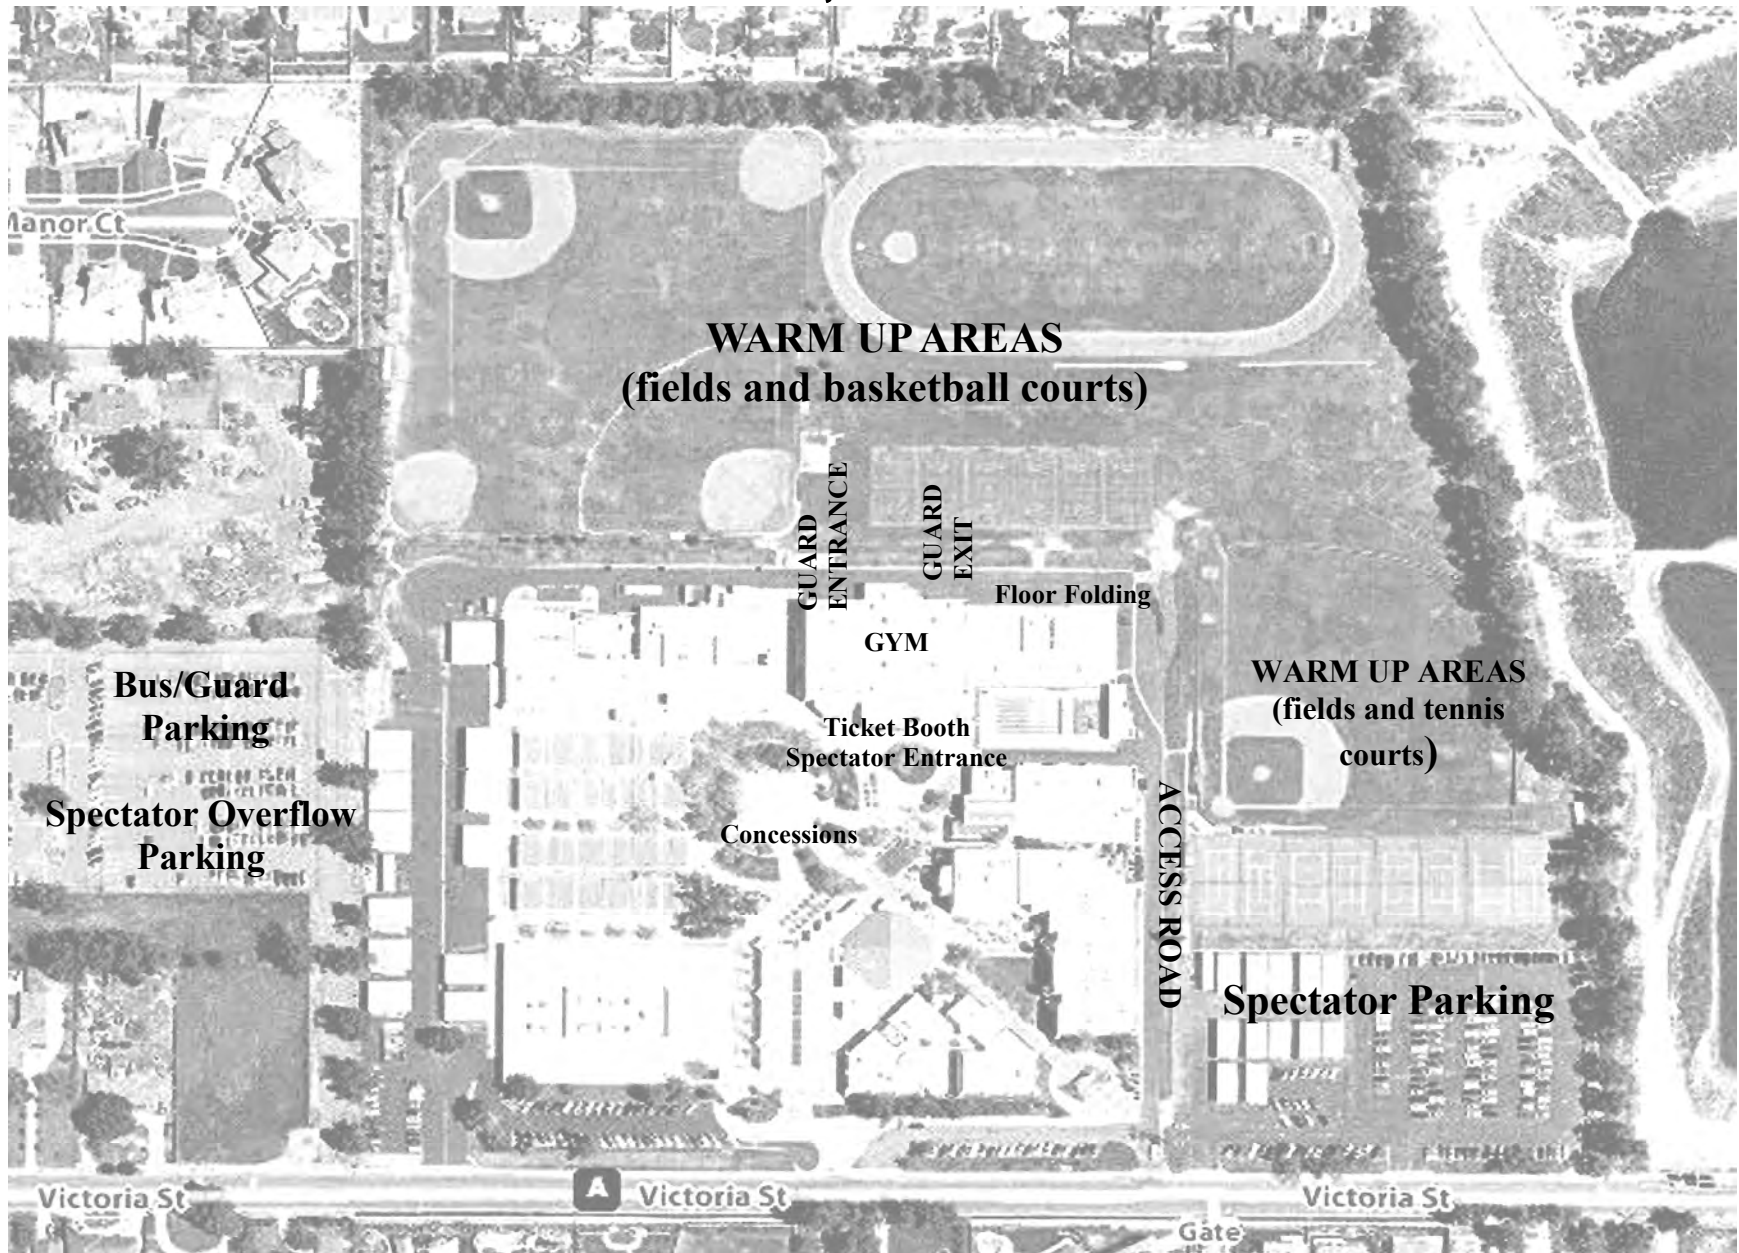 Manor Ct
WARM UP AREAS
(fields and basketball courts)
GUARD
ENTRANCE
GUARD
EXIT
Floor Folding
GYM
Bus/Guard
Parking
WARM UP AREAS
(fields and tennis
courts)
Ticket Booth
Spectator Entrance
Spectator Overflow
Parking
Concessions
ACCESS ROAD
Spectator Parking
Victoria St
A
Victoria St
Victoria St
Gate